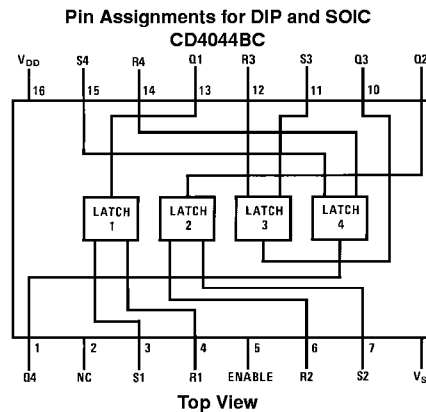 Pin Assignments for DIP and SOIC
CD4044BC
VDD S4 R4 Q1 R3 S3 Q3 Q2
16 15 14 13 12 11 10
LATCH 1 LATCH 2 LATCH 3 LATCH 4
1 2 3 4 5 6 7
Q4 NC S1 R1 ENABLE R2 S2
Top View